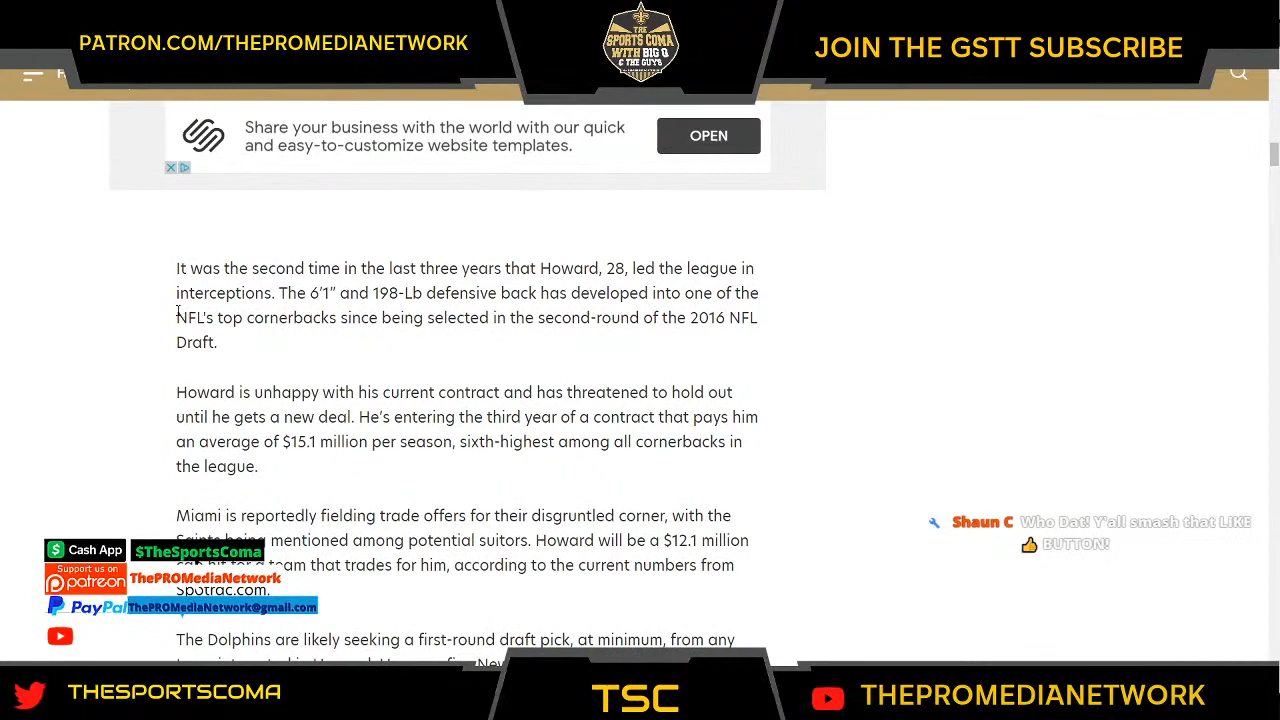 PATRON.COM/THEPROMEDIANETWORK
THE
SPORTS COMA
WITH BIG Q
& THE GUYS
JOIN THE GSTT SUBSCRIBE
Share your business with the world with our quick
and easy-to-customize website templates.
OPEN
It was the second time in the last three years that Howard, 28, led the league in
interceptions. The 6'1” and 198-Lb defensive back has developed into one of the
NFL's top cornerbacks since being selected in the second-round of the 2016 NFL
Draft.
Howard is unhappy with his current contract and has threatened to hold out
until he gets a new deal. He's entering the third year of a contract that pays him
an average of $15.1 million per season, sixth-highest among all cornerbacks in
the league.
Miami is reportedly fielding trade offers for their disgruntled corner, with the
Saints being mentioned among potential suitors. Howard will be a $12.1 million
cap hit for a team that trades for him, according to the current numbers from
Spotrac.com.
The Dolphins are likely seeking a first-round draft pick, at minimum, from any
Shaun C Who Dat! Y'all smash that LIKE
👍 BUTTON!
Cash App $TheSportsComa
Support us on
patreon ThePROMediaNetwork
PayPal ThePROMediaNetwork@gmail.com
THESPORTSCOMA
TSC
THEPROMEDIANETWORK